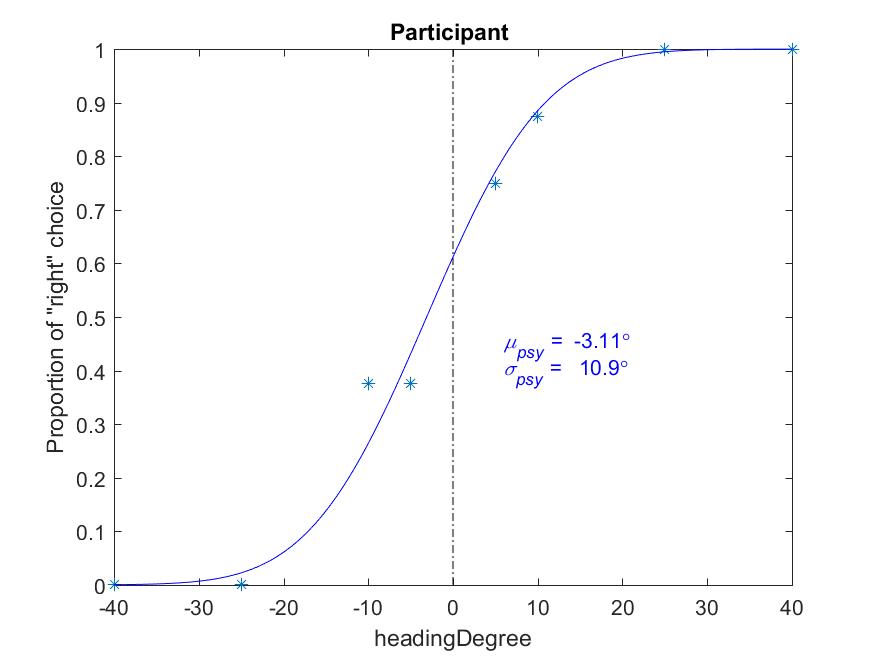 Participant
Proportion of "right" choice
1
0.9
0.8
0.7
0.6
0.5
0.4
0.3
0.2
0.1
0
μpsy = -3.11°
σpsy = 10.9°
-40 -30 -20 -10 0 10 20 30 40
headingDegree